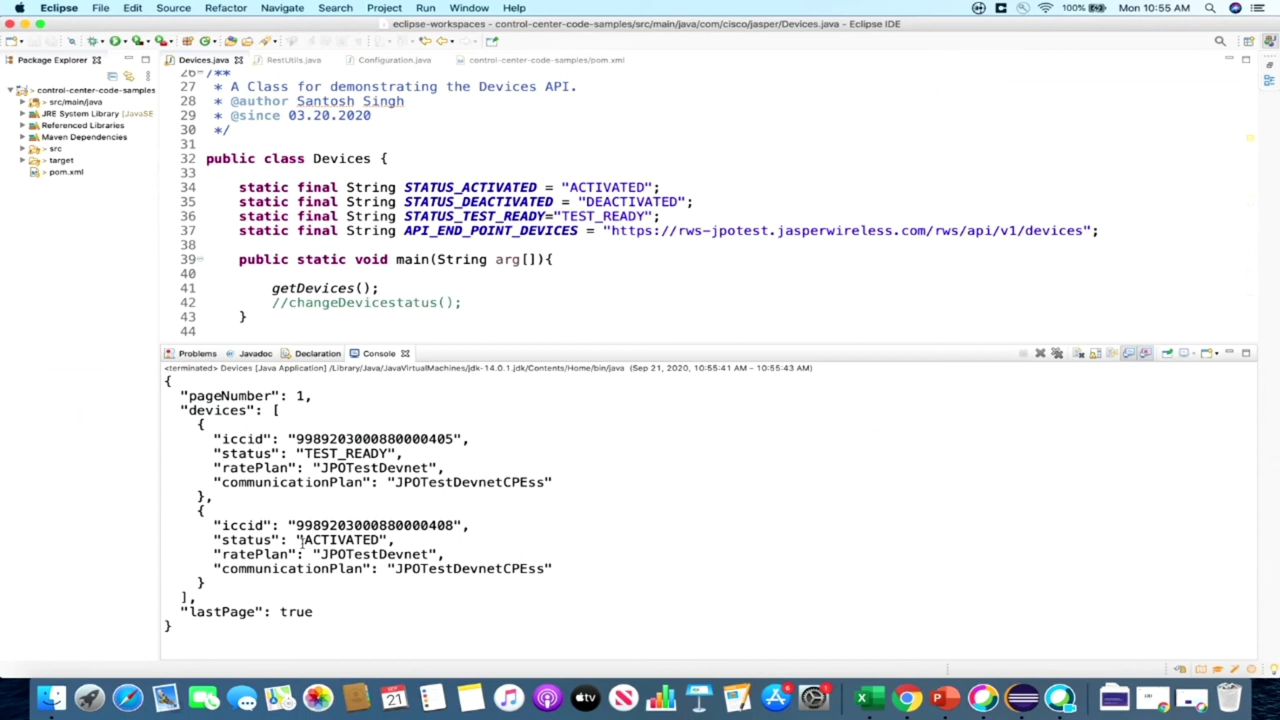 Eclipse File Edit Source Refactor Navigate Search Project Run Window Help 100% Mon 10:55 AM
eclipse-workspaces - control-center-code-samples/src/main/java/com/cisco/jasper/Devices.java - Eclipse IDE
Package Explorer
Devices.java RestUtils.java Configuration.java control-center-code-samples/pom.xml
> control-center-code-samples
> src/main/java
JRE System Library [JavaSE
Referenced Libraries
Maven Dependencies
> src
> target
> pom.xml
26 /**
27 * A Class for demonstrating the Devices API.
28 * @author Santosh Singh
29 * @since 03.20.2020
30 */
31
32 public class Devices {
33
34 static final String STATUS_ACTIVATED = "ACTIVATED";
35 static final String STATUS_DEACTIVATED = "DEACTIVATED";
36 static final String STATUS_TEST_READY="TEST_READY";
37 static final String API_END_POINT_DEVICES = "https://rws-jpotest.jasperwireless.com/rws/api/v1/devices";
38
39 public static void main(String arg[]){
40
41 getDevices();
42 //changeDevicestatus();
43 }
44
Problems Javadoc Declaration Console
<terminated> Devices [Java Application] /Library/Java/JavaVirtualMachines/jdk-14.0.1.jdk/Contents/Home/bin/java (Sep 21, 2020, 10:55:41 AM – 10:55:43 AM)
{
"pageNumber": 1,
"devices": [
{
"iccid": "9989203000880000405",
"status": "TEST_READY",
"ratePlan": "JPOTestDevnet",
"communicationPlan": "JPOTestDevnetCPEss"
},
{
"iccid": "9989203000880000408",
"status": "ACTIVATED",
"ratePlan": "JPOTestDevnet",
"communicationPlan": "JPOTestDevnetCPEss"
}
],
"lastPage": true
}
SEP
21
tv